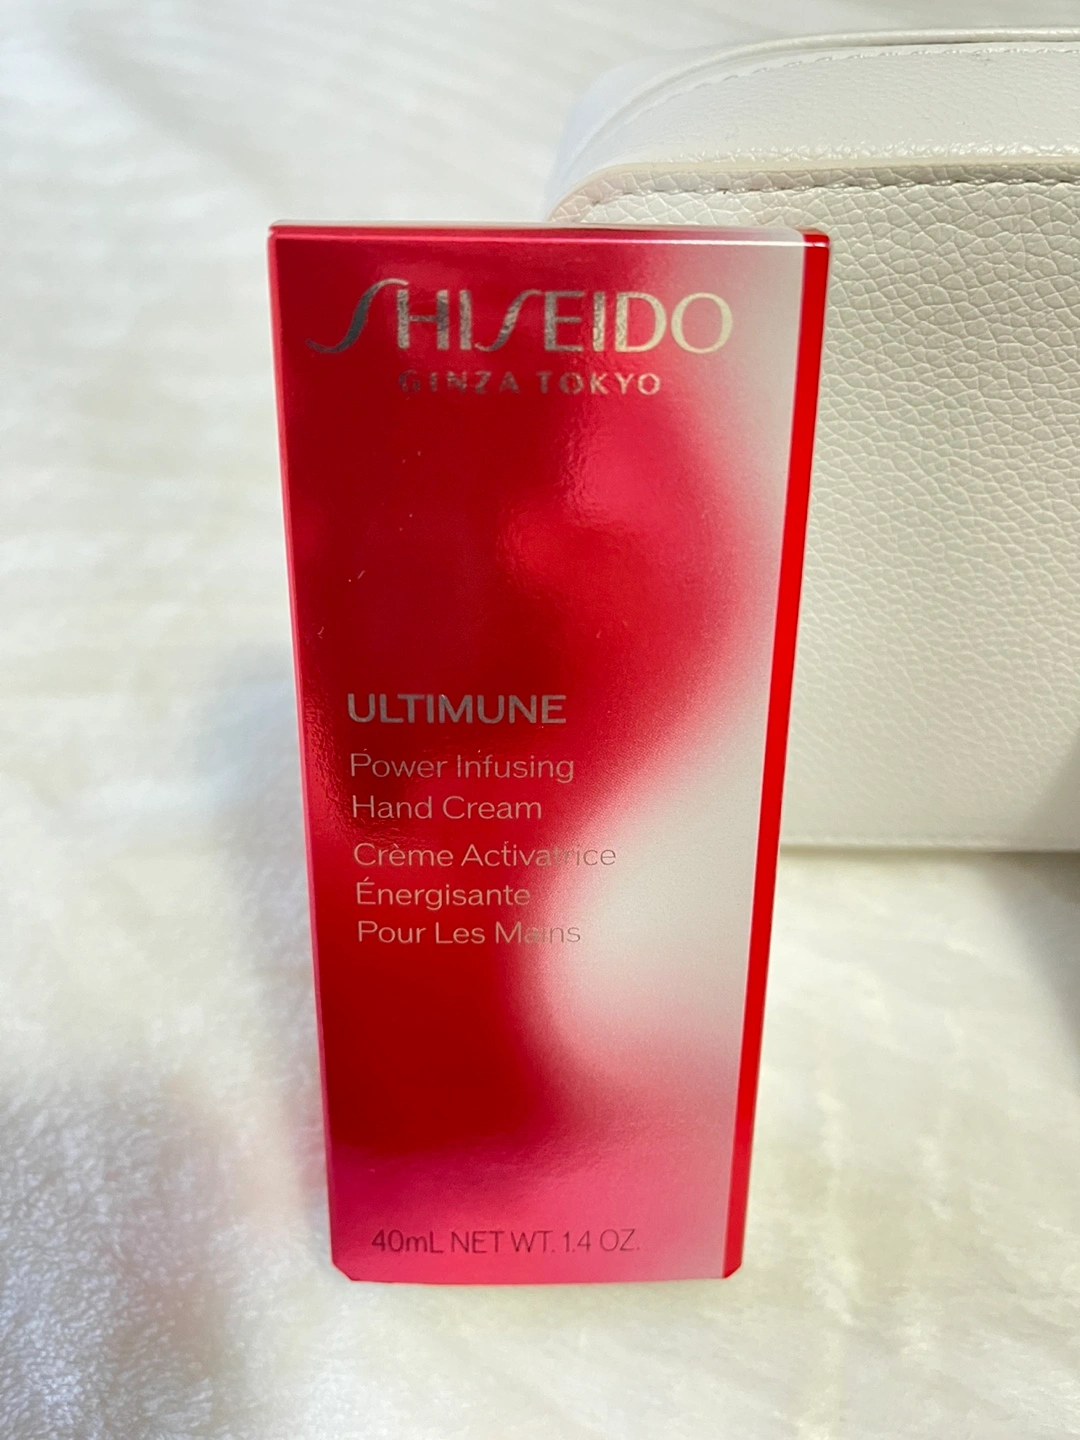 SHISEIDO
GINZA TOKYO
ULTIMUNE
Power Infusing
Hand Cream
Crème Activatrice
Énergisante
Pour Les Mains
40mL NET WT. 1.4 OZ.